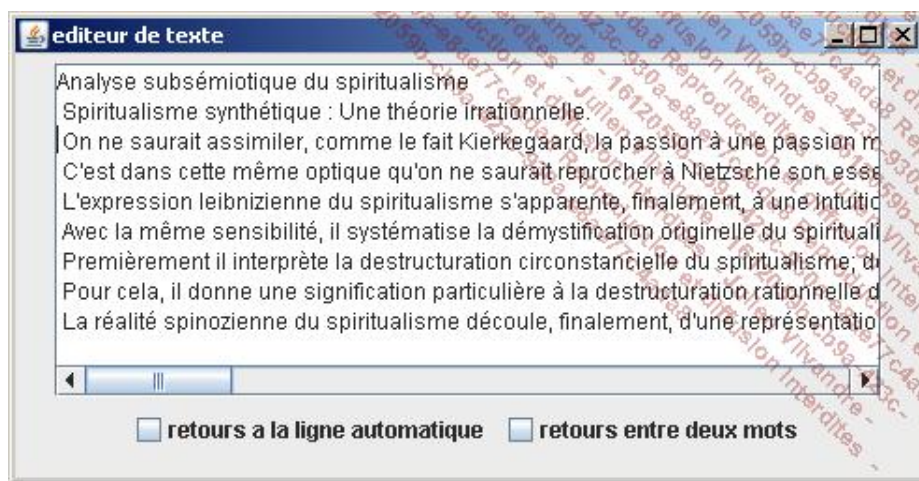 editeur de texte
Analyse subsémiotique du spiritualisme
Spiritualisme synthétique : Une théorie irrationnelle.
On ne saurait assimiler, comme le fait Kierkegaard, la passion à une passion m
C'est dans cette même optique qu'on ne saurait reprocher à Nietzsche son esse
L'expression leibnizienne du spiritualisme s'apparente, finalement, à une intuitio
Avec la même sensibilité, il systématise la démystification originelle du spirituali
Premièrement il interprète la destructuration circonstancielle du spiritualisme; d
Pour cela, il donne une signification particulière à la destructuration rationnelle d
La réalité spinozienne du spiritualisme découle, finalement, d'une représentatio
retours a la ligne automatique
retours entre deux mots